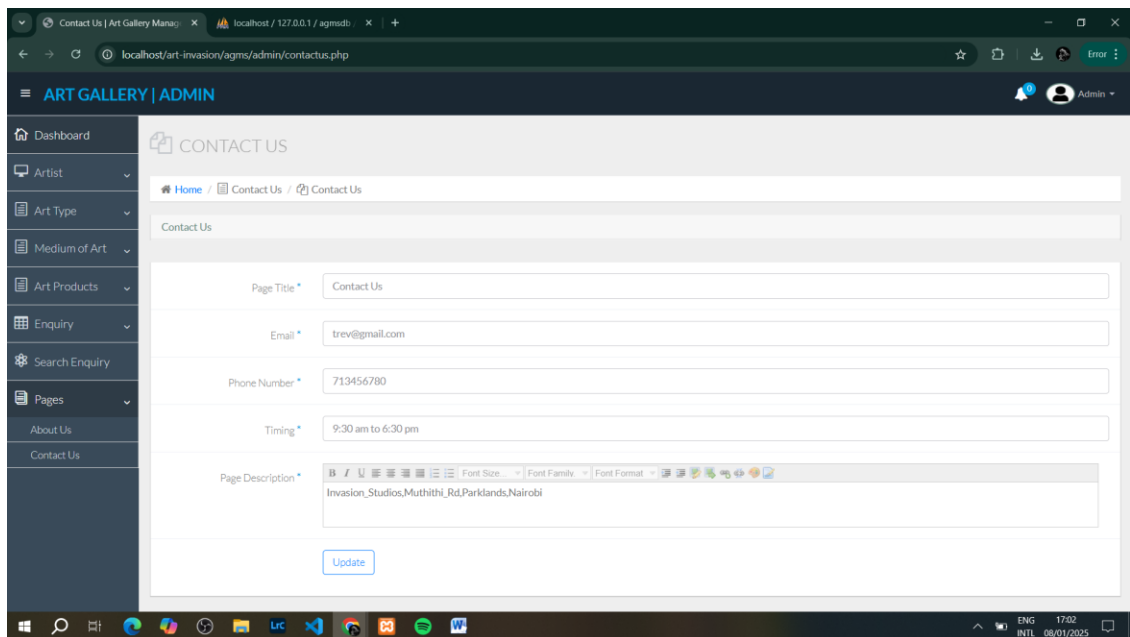 Contact Us | Art Gallery Manag
localhost / 127.0.0.1 / agmsdb
localhost/art-invasion/agms/admin/contactus.php
Error
ART GALLERY | ADMIN
0
Admin
Dashboard
Artist
Art Type
Medium of Art
Art Products
Enquiry
Search Enquiry
Pages
About Us
Contact Us
CONTACT US
Home / Contact Us / Contact Us
Contact Us
Page Title * Contact Us
Email * trev@gmail.com
Phone Number * 713456780
Timing * 9:30 am to 6:30 pm
Page Description * B I U Font Size... Font Family. Font Format
Invasion_Studios,Muthithi_Rd,Parklands,Nairobi
Update
Lrc
W
ENG 17:02
INTL 08/01/2025